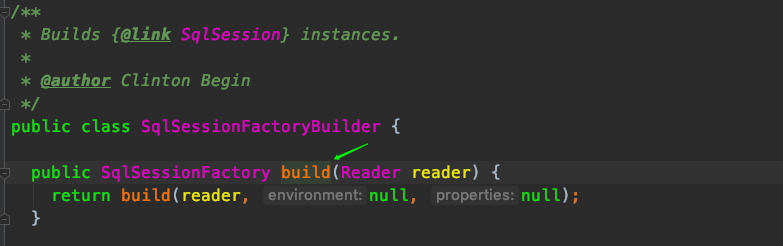 /**
 * Builds {@link SqlSession} instances.
 *
 * @author Clinton Begin
 */
public class SqlSessionFactoryBuilder {
public SqlSessionFactory build(Reader reader) {
return build(reader, environment: null, properties: null);
}